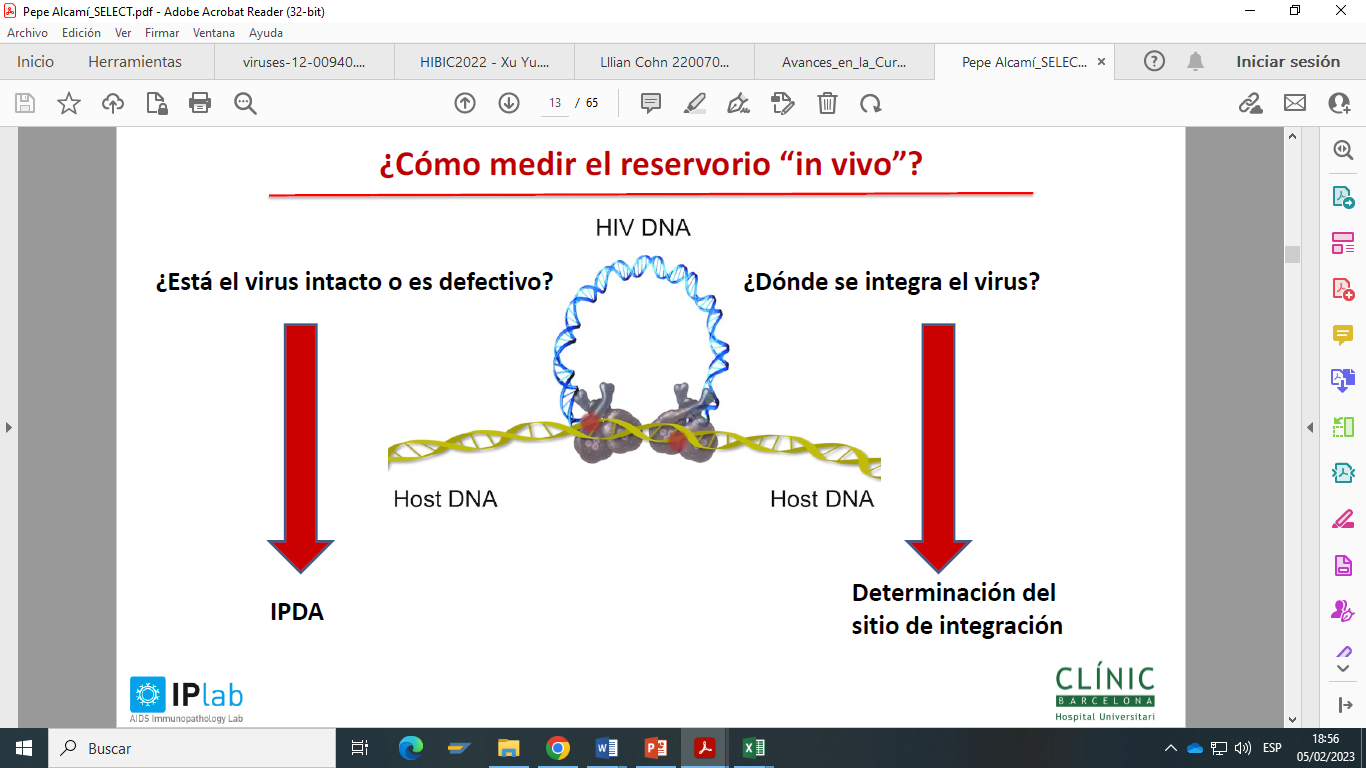 Pepe Alcamí_SELECT.pdf - Adobe Acrobat Reader (32-bit)
Archivo Edición Ver Firmar Ventana Ayuda
Inicio Herramientas viruses-12-00940.... HIBIC2022 - Xu Yu.... LIlian Cohn 220070... Avances_en_la_Cur... Pepe Alcamí_SELEC... Iniciar sesión
13 / 65
¿Cómo medir el reservorio “in vivo”?
HIV DNA
¿Está el virus intacto o es defectivo? ¿Dónde se integra el virus?
Host DNA Host DNA
IPDA
Determinación del
sitio de integración
IPlab
AIDS Immunopathology Lab
CLÍNIC
BARCELONA
Hospital Universitari
Buscar
ESP
18:56
05/02/2023